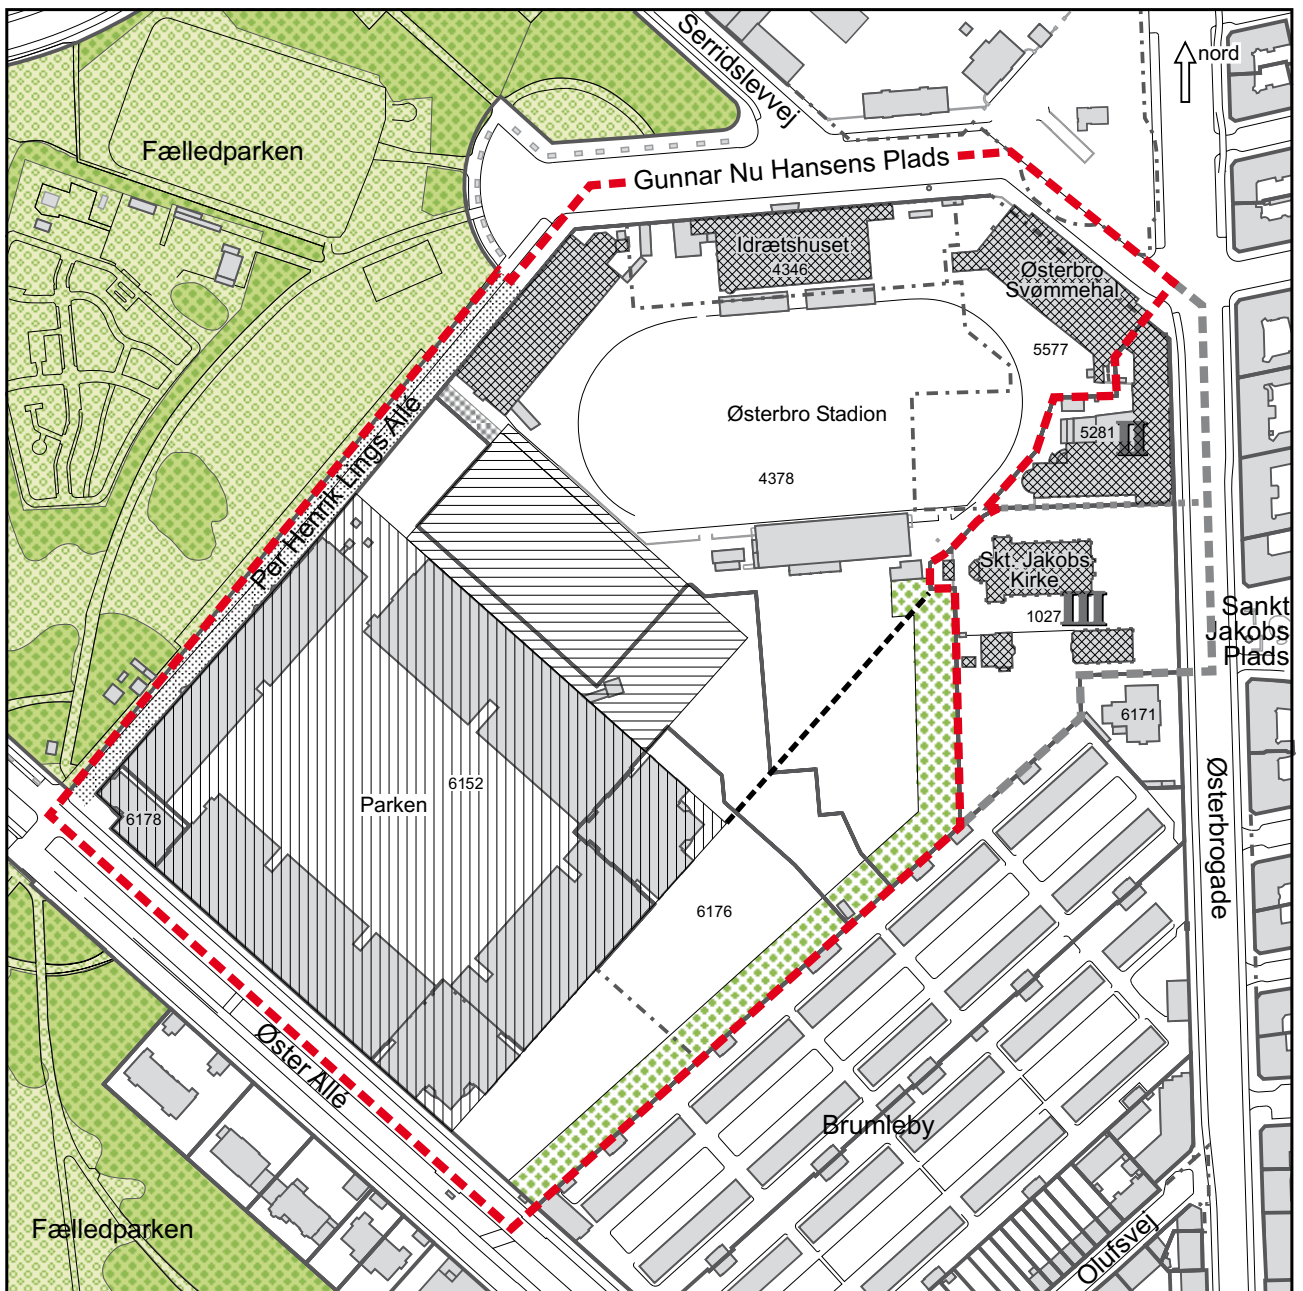 Serridslevvej
nord
Fælledparken
Gunnar Nu Hansens Plads
Idrætshuset
4346
Østerbro
Svømmehal
5577
Østerbro Stadion
5281
4378
Per Henrik Lings Allé
Skt. Jakobs
Kirke
1027
Sankt
Jakobs
Plads
6171
6152
Parken
6178
Østerbrogade
6176
Øster Allé
Brumleby
Fælledparken
Olufsvej